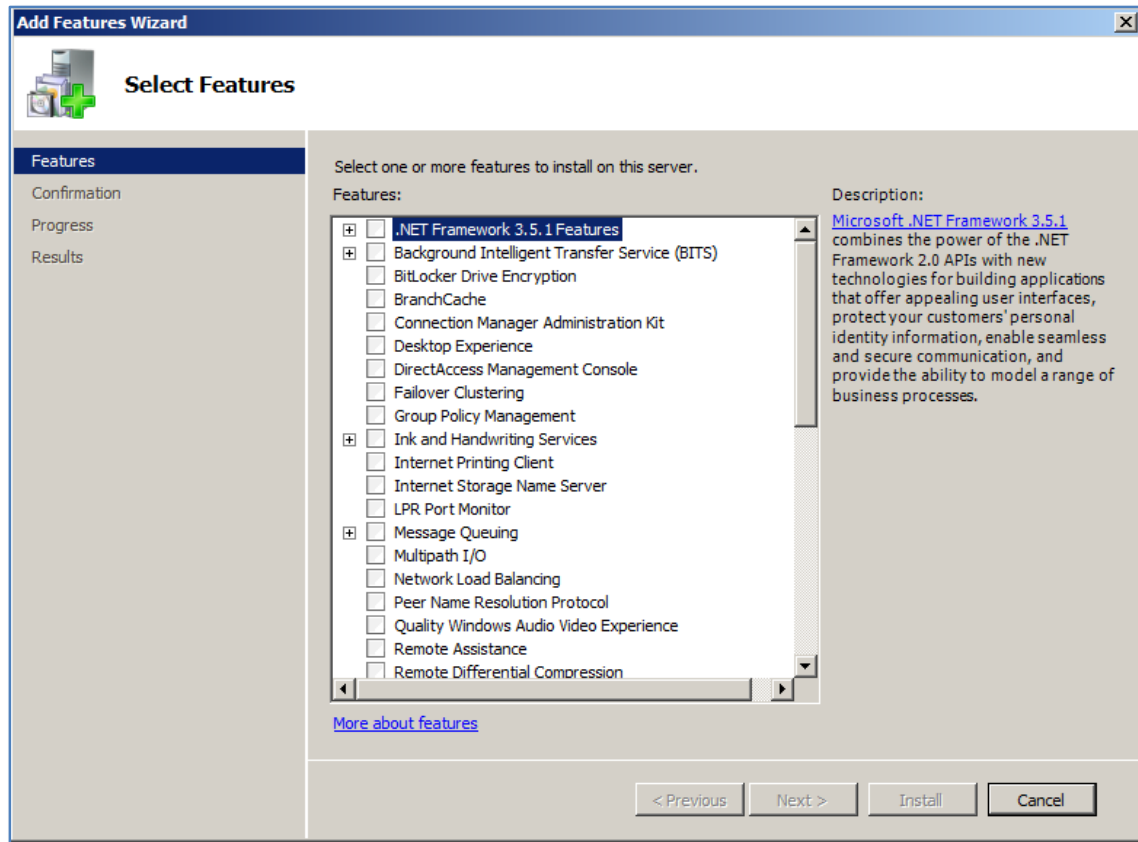 Add Features Wizard
Select Features
Features
Confirmation
Progress
Results
Select one or more features to install on this server.
Features:
.NET Framework 3.5.1 Features
Background Intelligent Transfer Service (BITS)
BitLocker Drive Encryption
BranchCache
Connection Manager Administration Kit
Desktop Experience
DirectAccess Management Console
Failover Clustering
Group Policy Management
Ink and Handwriting Services
Internet Printing Client
Internet Storage Name Server
LPR Port Monitor
Message Queuing
Multipath I/O
Network Load Balancing
Peer Name Resolution Protocol
Quality Windows Audio Video Experience
Remote Assistance
Remote Differential Compression
More about features
Description:
Microsoft .NET Framework 3.5.1
combines the power of the .NET
Framework 2.0 APIs with new
technologies for building applications
that offer appealing user interfaces,
protect your customers' personal
identity information, enable seamless
and secure communication, and
provide the ability to model a range of
business processes.
< Previous
Next >
Install
Cancel